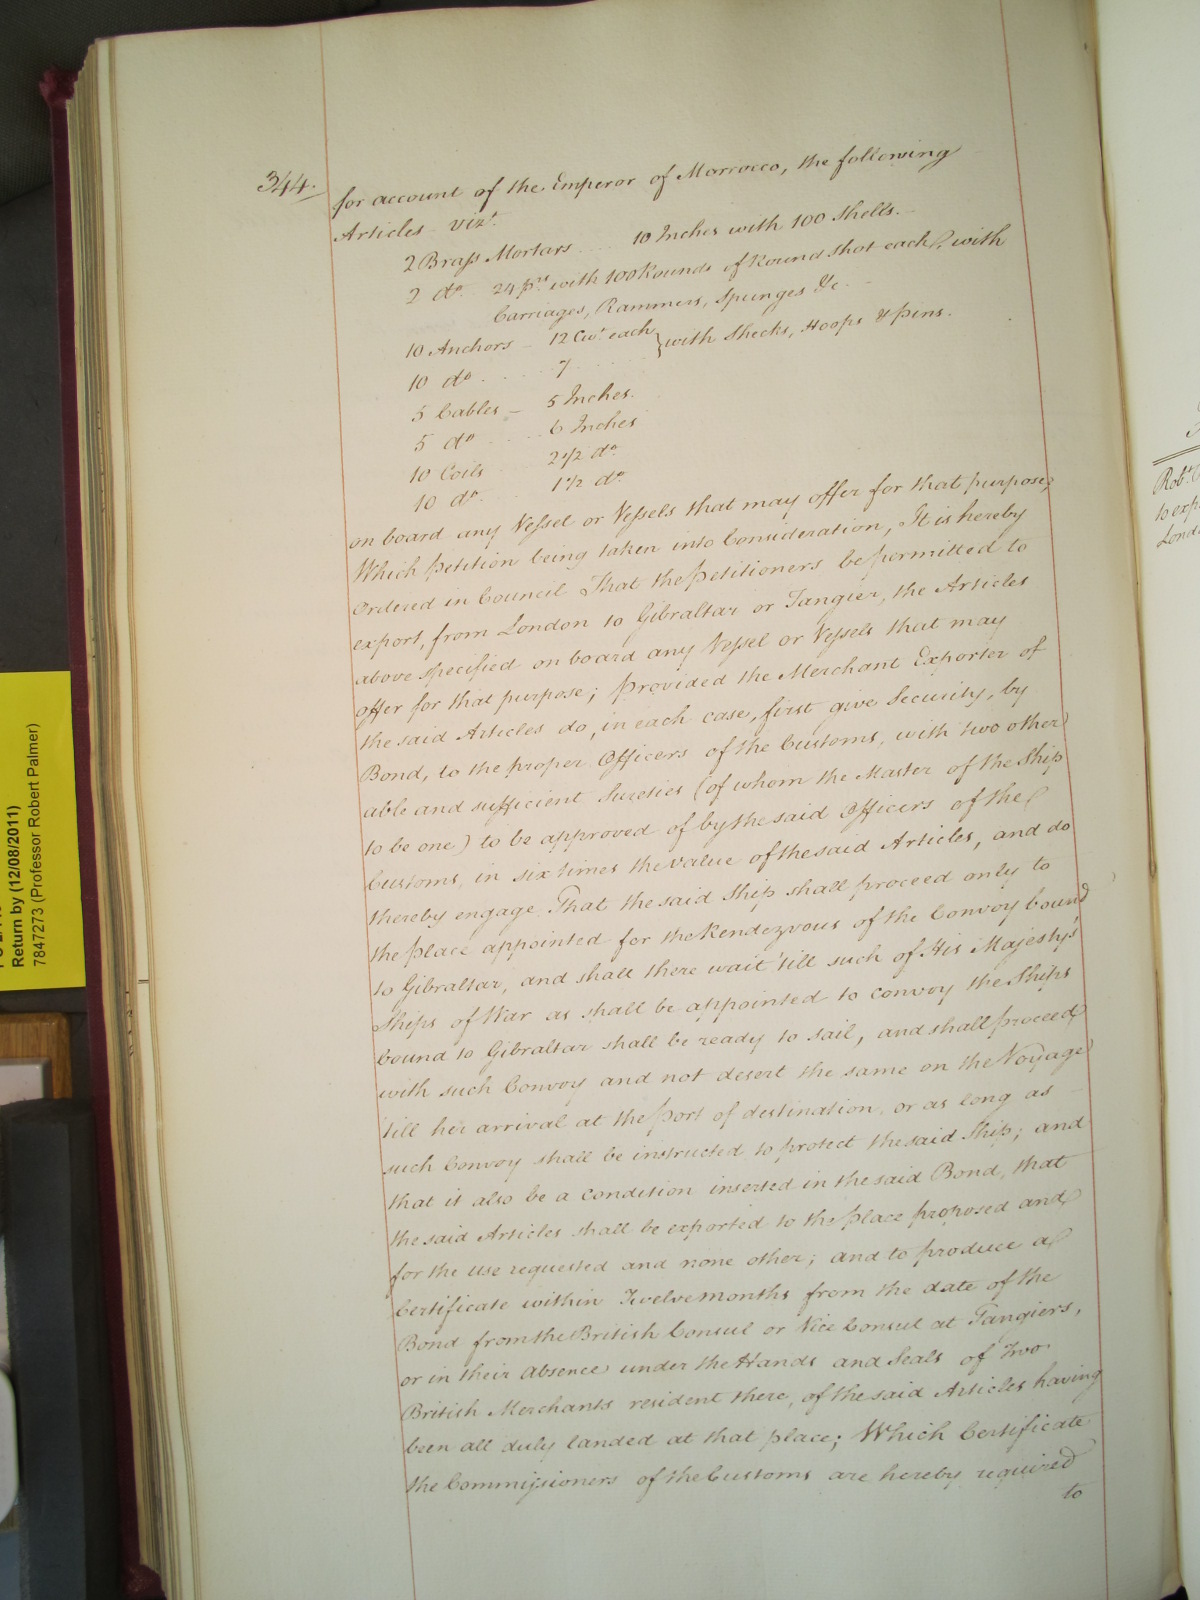 344.
for account of the Emperor of Morrocco, the following
Articles vizt.
2 Brass Mortars .... 10 Inches with 100 Shells.
2 do. 24 prs with 100 Rounds of Round Shot each, with
Carriages, Rammers, Spunges &c.
10 Anchors - 12 Cwt each } with Shecks, Hoops & pins.
10 do ..... 7 .....
5 Cables - 5 Inches.
5 do ..... 6 Inches
10 Coils 2 1/2 do
10 do. 1 1/2 do
on board any Vessel or Vessels that may offer for that purpose;
Which petition being taken into Consideration, It is hereby
Ordered in Council That the petitioners be permitted to
export, from London to Gibraltar or Tangier, the Articles
above specified on board any Vessel or Vessels that may
offer for that purpose; provided the Merchant Exporter of
the said Articles do, in each case, first give Security, by
Bond, to the proper Officers of the Customs, with two other
able and sufficient Sureties (of whom the Master of the Ship
to be one) to be approved of by the said Officers of the
Customs, in six times the value of the said Articles, and do
thereby engage That the said Ship shall proceed only to
the place appointed for the Rendezvous of the Convoy bound
to Gibraltar, and shall there wait 'till such of His Majesty's
Ships of War as shall be appointed to convoy the Ships
bound to Gibraltar shall be ready to sail, and shall proceed
with such Convoy and not desert the same on the Voyage
'till her arrival at the port of destination, or as long as
such Convoy shall be instructed to protect the said Ship; and
that it also be a condition inserted in the said Bond, that
the said Articles shall be exported to the place proposed and
for the use requested and none other; and to produce a
Certificate within Twelve months from the date of the
Bond from the British Consul or Vice Consul at Tangiers,
or in their absence under the Hands and Seals of Two
British Merchants resident there, of the said Articles having
been all duly landed at that place; Which Certificate
the Commissioners of the Customs are hereby required
to
Return by (12/08/2011)
7847273 (Professor Robert Palmer)
Robt.
to exp
Lond